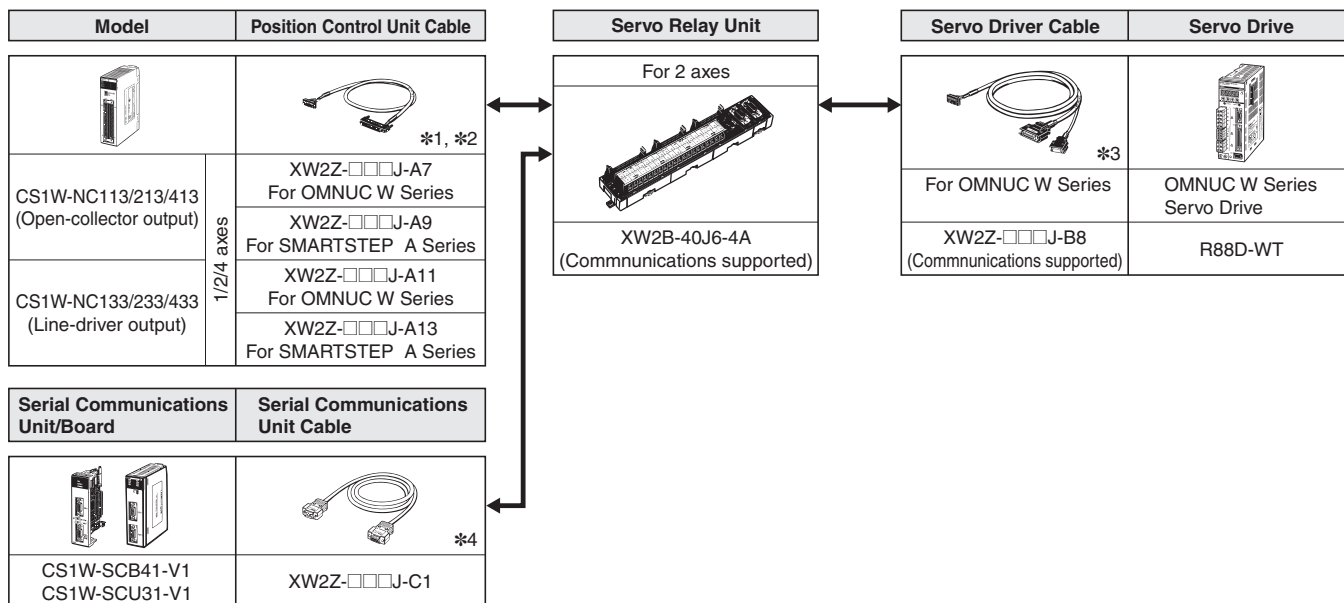 Model
Position Control Unit Cable
*1, *2
CS1W-NC113/213/413
(Open-collector output)
CS1W-NC133/233/433
(Line-driver output)
1/2/4 axes
XW2Z-□□□J-A7
For OMNUC W Series
XW2Z-□□□J-A9
For SMARTSTEP A Series
XW2Z-□□□J-A11
For OMNUC W Series
XW2Z-□□□J-A13
For SMARTSTEP A Series
Servo Relay Unit
For 2 axes
XW2B-40J6-4A
(Commnunications supported)
Servo Driver Cable
Servo Drive
*3
For OMNUC W Series
OMNUC W Series
Servo Drive
XW2Z-□□□J-B8
(Commnunications supported)
R88D-WT
Serial Communications
Unit/Board
Serial Communications
Unit Cable
*4
CS1W-SCB41-V1
CS1W-SCU31-V1
XW2Z-□□□J-C1